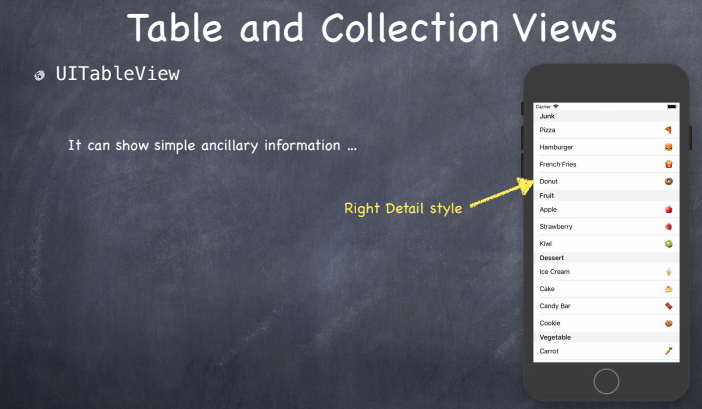 Table and Collection Views
UITableView
It can show simple ancillary information ...
Right Detail style
Carrier
Junk
Pizza
Hamburger
French Fries
Donut
Fruit
Apple
Strawberry
Kiwi
Dessert
Ice Cream
Cake
Candy Bar
Cookie
Vegetable
Carrot